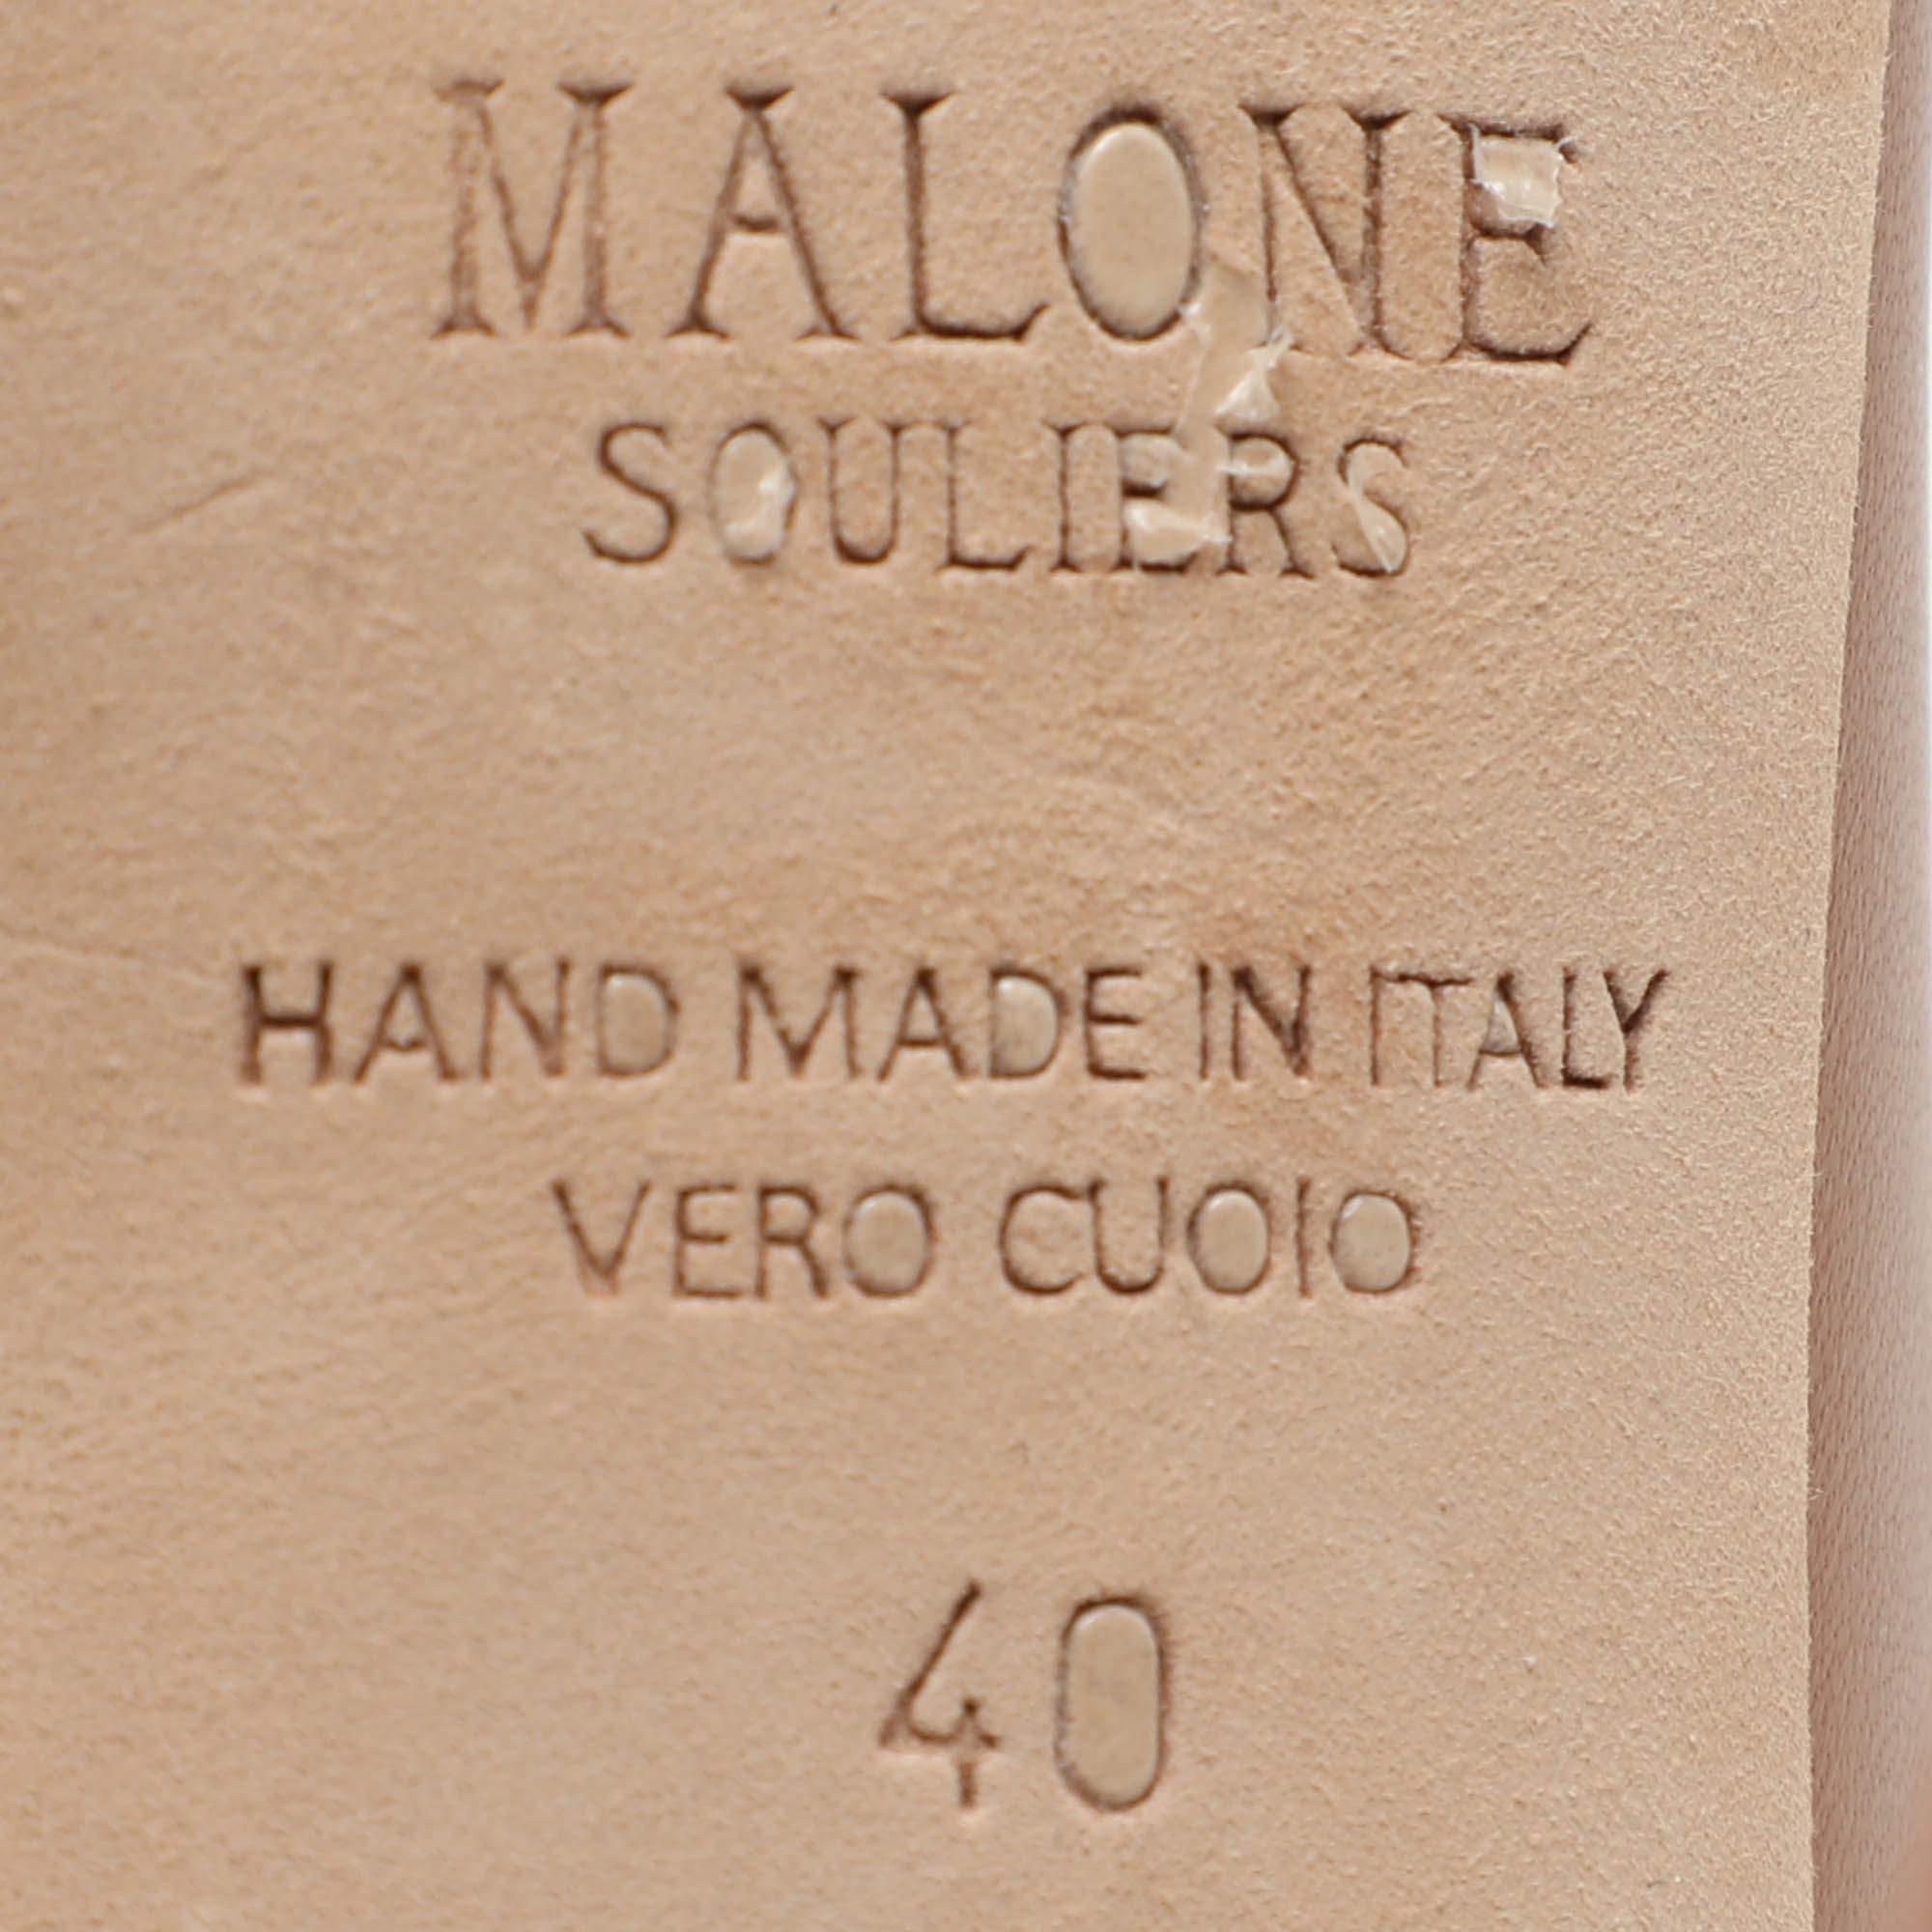 MALONE
SOULIERS
HAND MADE IN ITALY
VERO CUOIO
40